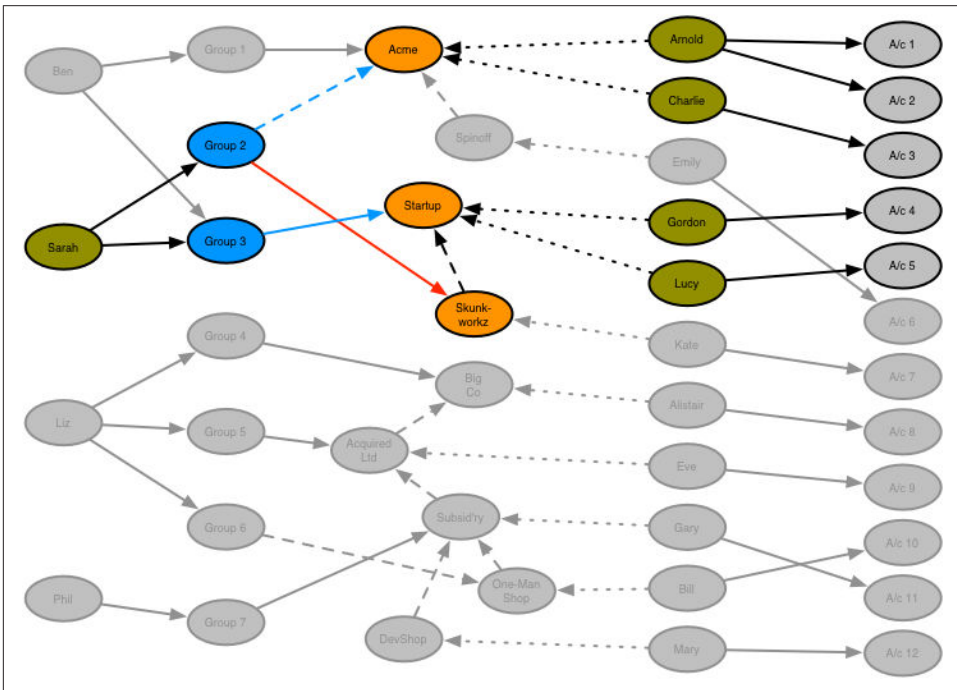 Ben
Group 1
Acme
Arnold
A/c 1
A/c 2
Charlie
Spinoff
Group 2
Emily
A/c 3
Startup
Gordon
A/c 4
Sarah
Group 3
Lucy
A/c 5
Skunk-
workz
A/c 6
Group 4
Kate
A/c 7
Big
Co
Alistair
A/c 8
Liz
Group 5
Acquired
Ltd
Eve
A/c 9
Group 6
Subsid'ry
Gary
A/c 10
One-Man
Shop
Bill
A/c 11
Phil
Group 7
DevShop
Mary
A/c 12